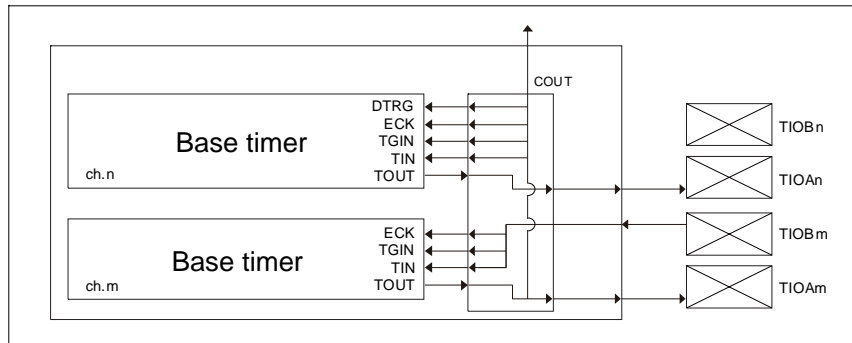 COUT
DTRG
ECK
TGIN
TIN
TOUT
Base timer
ch.n
TIOBn
TIOAn
ECK
TGIN
TIN
TOUT
Base timer
ch.m
TIOBm
TIOAm